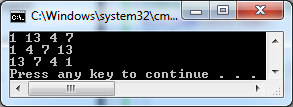 C:\Windows\system32\cm...
1 13 4 7
1 4 7 13
13 7 4 1
Press any key to continue . . .